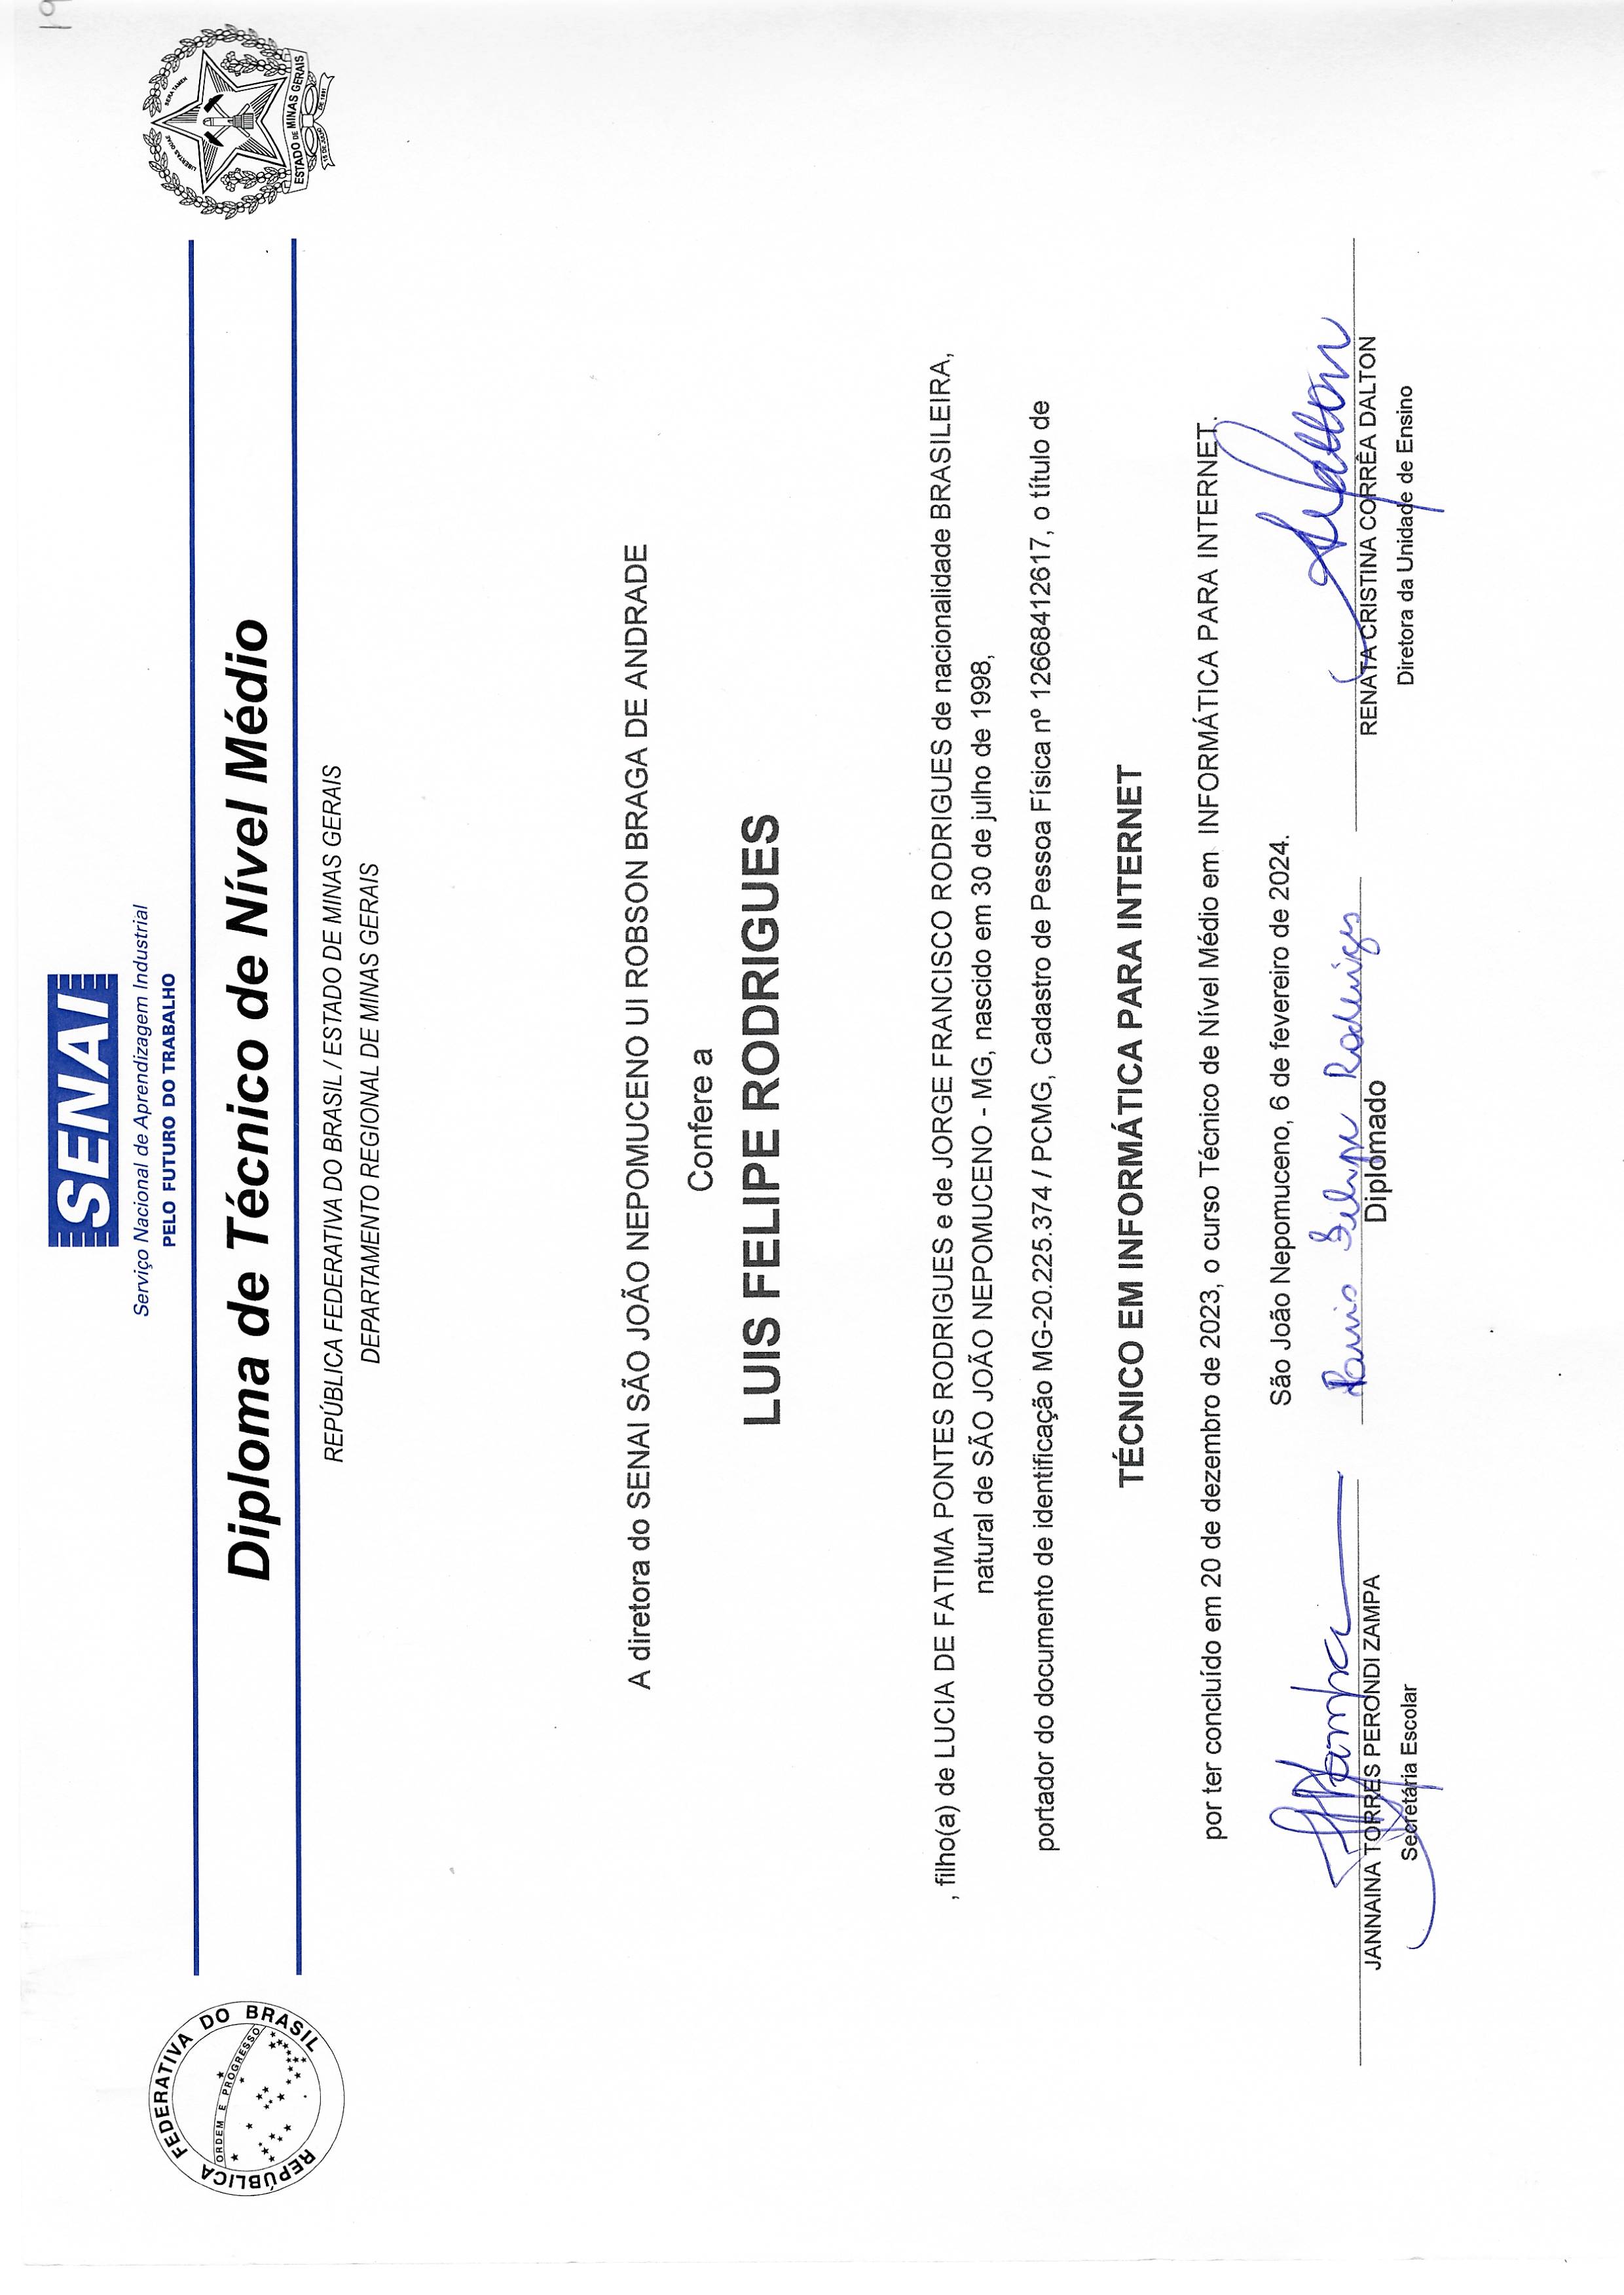 SENAI
Serviço Nacional de Aprendizagem Industrial
PELO FUTURO DO TRABALHO
REPÚBLICA FEDERATIVA DO BRASIL
ORDEM E PROGRESSO
Diploma de Técnico de Nível Médio
LIBERTAS QUAE SERA TAMEN
ESTADO DE MINAS GERAIS
15 DE JULHO DE 1891
REPÚBLICA FEDERATIVA DO BRASIL / ESTADO DE MINAS GERAIS
DEPARTAMENTO REGIONAL DE MINAS GERAIS
A diretora do SENAI SÃO JOÃO NEPOMUCENO UI ROBSON BRAGA DE ANDRADE
Confere a
LUIS FELIPE RODRIGUES
, filho(a) de LUCIA DE FATIMA PONTES RODRIGUES e de JORGE FRANCISCO RODRIGUES de nacionalidade BRASILEIRA,
natural de SÃO JOÃO NEPOMUCENO - MG, nascido em 30 de julho de 1998,
portador do documento de identificação MG-20.225.374 / PCMG, Cadastro de Pessoa Física nº 12668412617, o título de
TÉCNICO EM INFORMÁTICA PARA INTERNET
por ter concluído em 20 de dezembro de 2023, o curso Técnico de Nível Médio em INFORMÁTICA PARA INTERNET.
São João Nepomuceno, 6 de fevereiro de 2024.
Luis Felipe Rodrigues
JANNAINA TORRES PERONDI ZAMPA
Secretária Escolar
Diplomado
RENATA CRISTINA CORRÊA DALTON
Diretora da Unidade de Ensino